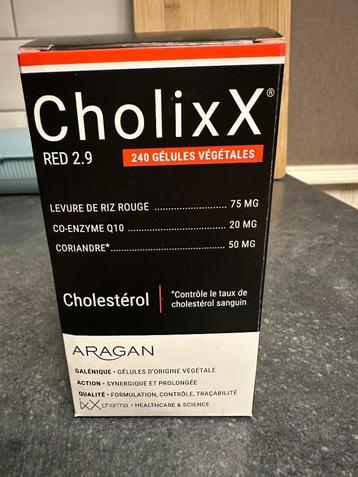 CholixX®
RED 2.9
240 GÉLULES VÉGÉTALES
LEVURE DE RIZ ROUGE ........................ 75 MG
CO-ENZYME Q10 ................................. 20 MG
CORIANDRE* ....................................... 50 MG
Cholestérol
*Contrôle le taux de
cholestérol sanguin
ARAGAN
GALÉNIQUE • GÉLULES D'ORIGINE VÉGÉTALE
ACTION • SYNERGIQUE ET PROLONGÉE
QUALITÉ • FORMULATION, CONTRÔLE, TRAÇABILITÉ
ixX pharma • HEALTHCARE & SCIENCE